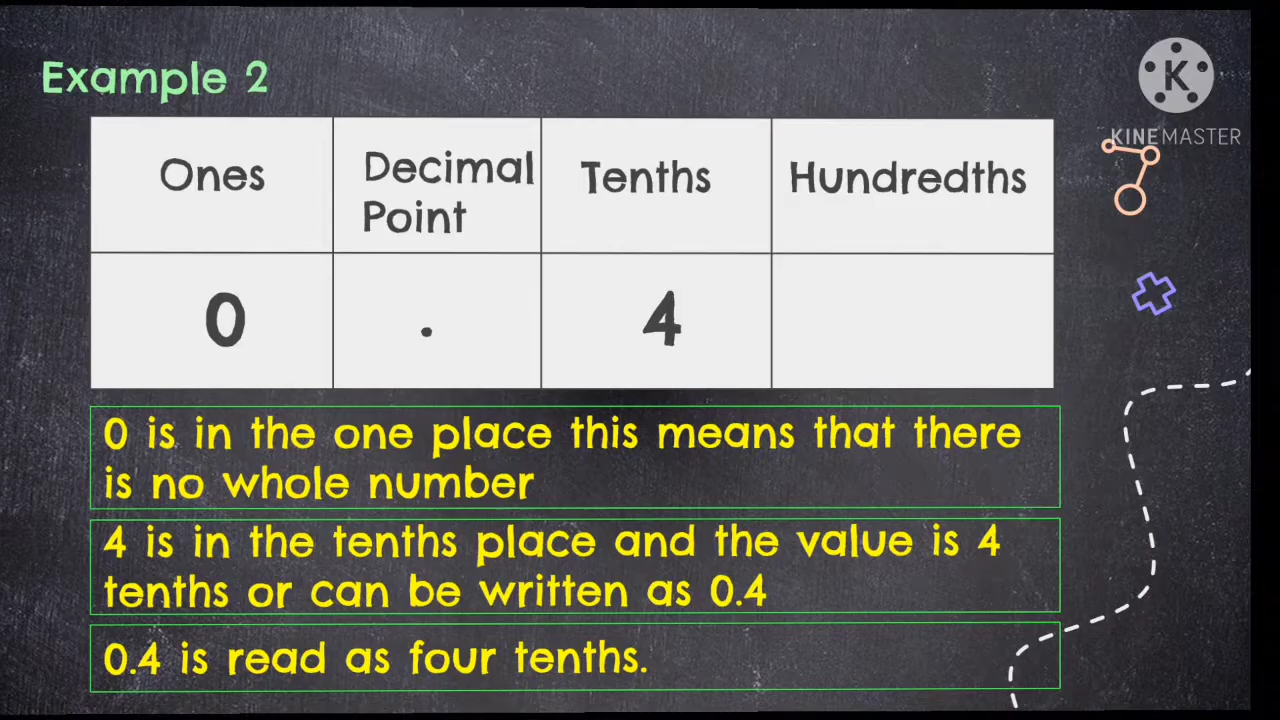 Example 2
K
KINEMASTER
Ones
Decimal
Point
Tenths
Hundredths
0
.
4
0 is in the one place this means that there
is no whole number
4 is in the tenths place and the value is 4
tenths or can be written as 0.4
0.4 is read as four tenths.